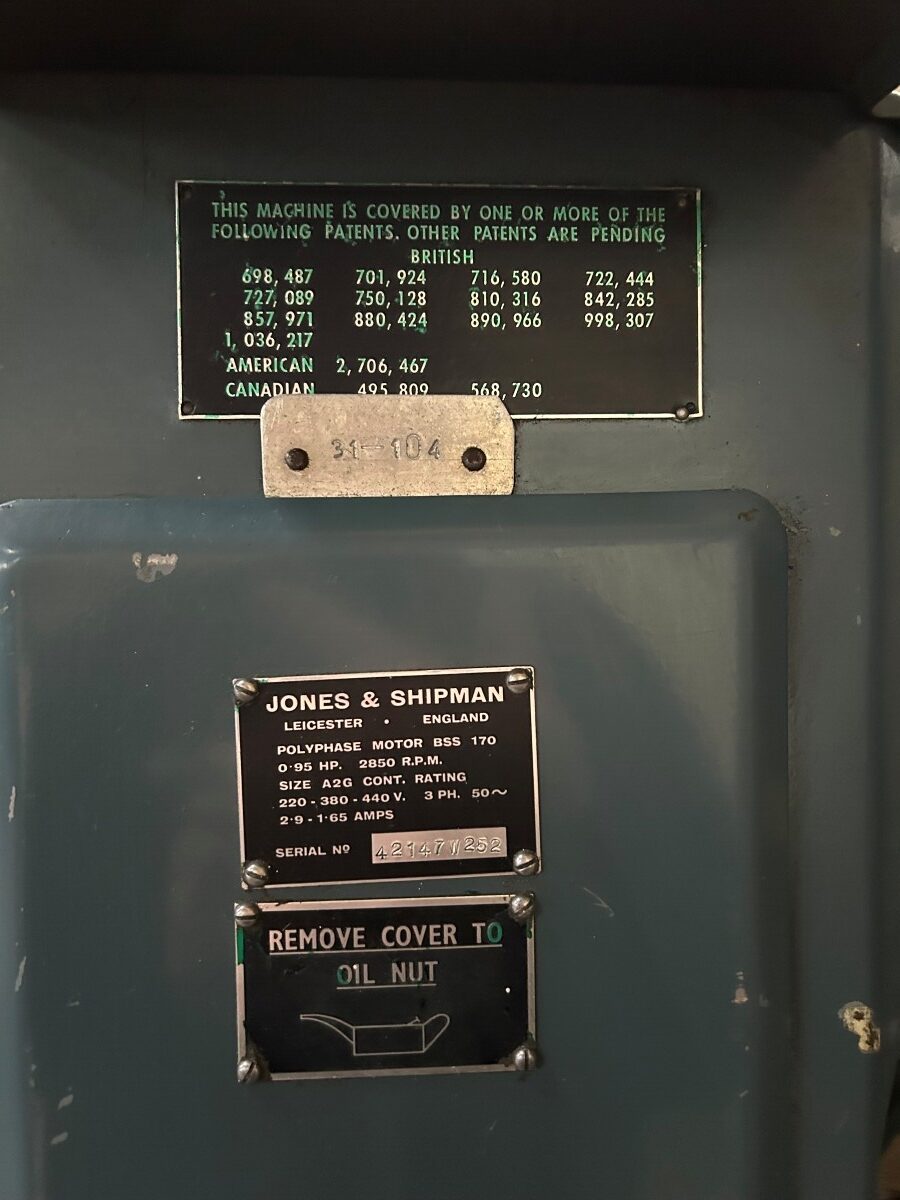 THIS MACHINE IS COVERED BY ONE OR MORE OF THE
FOLLOWING PATENTS. OTHER PATENTS ARE PENDING
BRITISH
698, 487 701, 924 716, 580 722, 444
727, 089 750, 128 810, 316 842, 285
857, 971 880, 424 890, 966 998, 307
1, 036, 217
AMERICAN 2, 706, 467
CANADIAN 495 809 568, 730
31-104
JONES & SHIPMAN
LEICESTER • ENGLAND
POLYPHASE MOTOR BSS 170
0·95 HP. 2850 R.P.M.
SIZE A2G CONT. RATING
220 - 380 - 440 V. 3 PH. 50~
2·9 - 1·65 AMPS
SERIAL Nº 42147//252
REMOVE COVER TO
OIL NUT